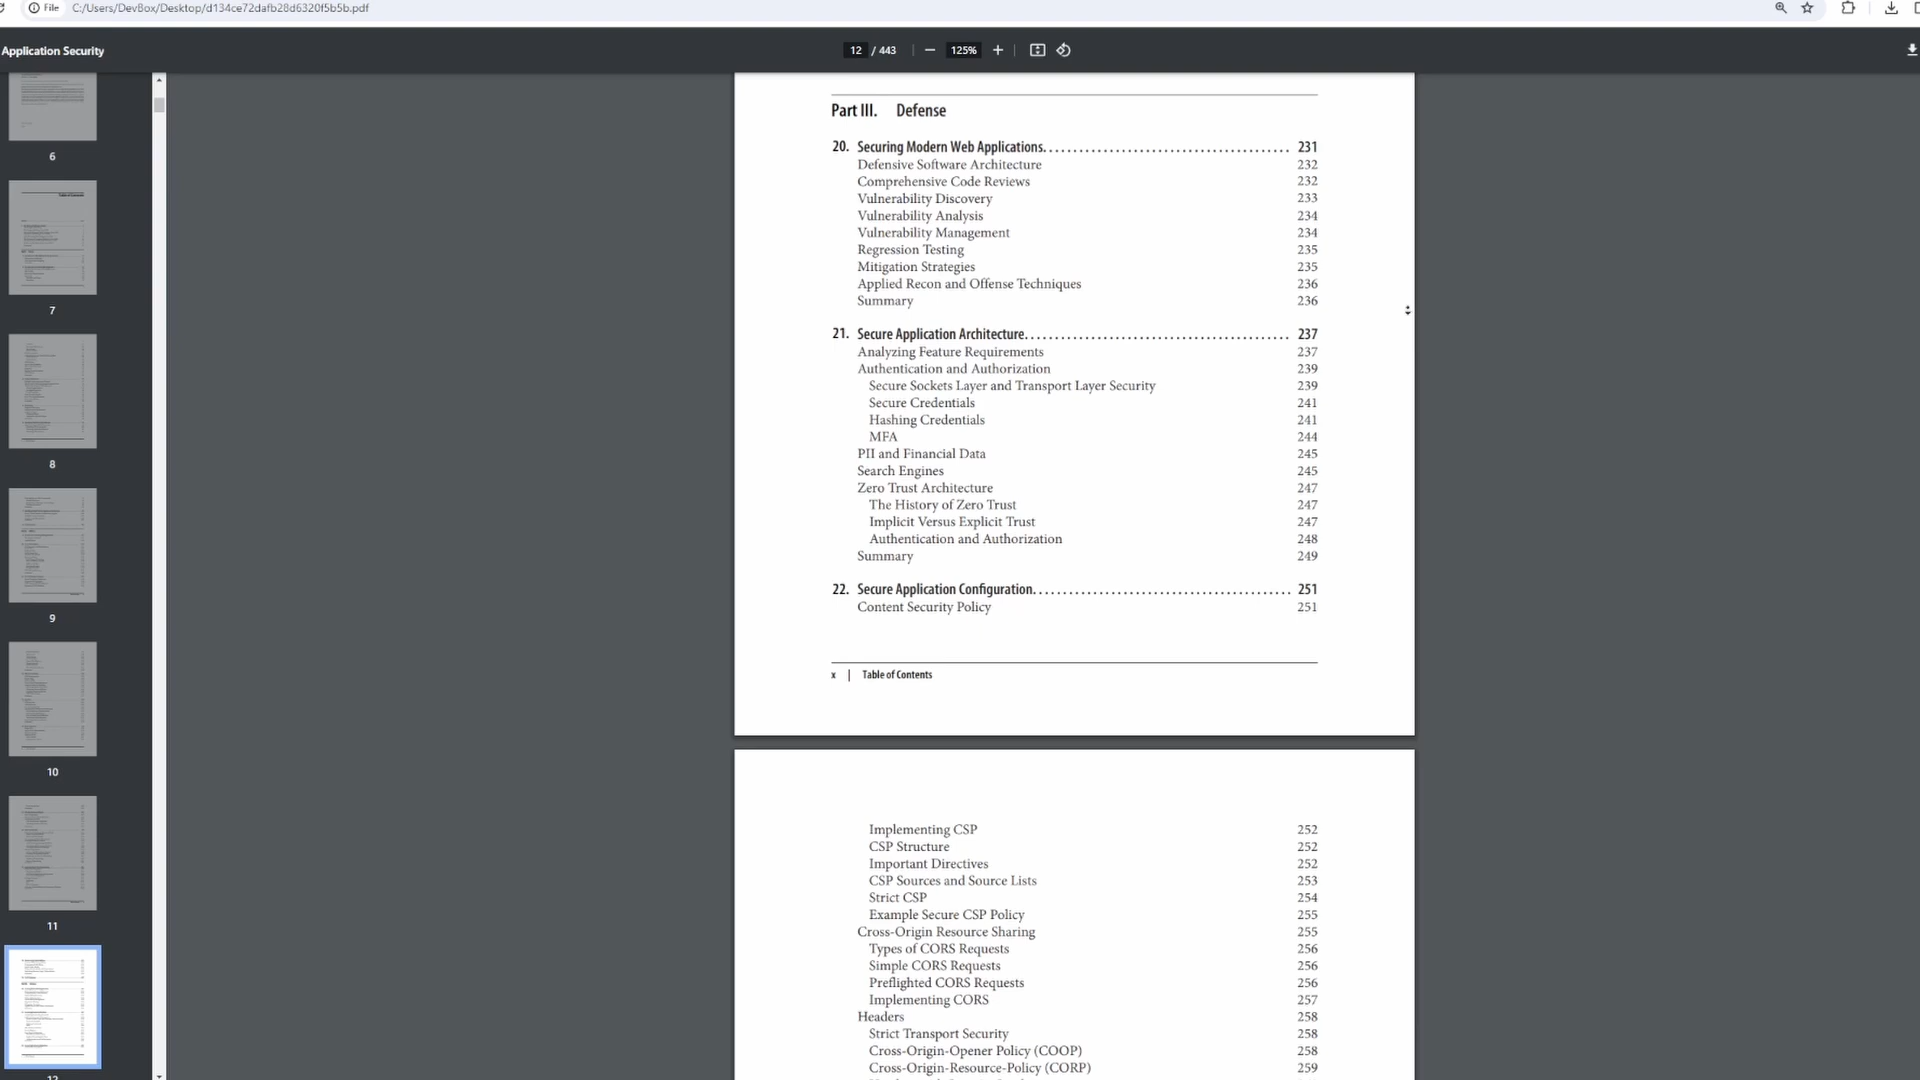 File
C:/Users/DevBox/Desktop/d134ce72dafb28d6320f5b5b.pdf
Application Security
12 / 443
125%
6
7
8
9
10
11
Part III. Defense
20. Securing Modern Web Applications. . . . . . . . . . . . . . . . . . . . . . . . . . . . . . . . . . . . . . . . 231
Defensive Software Architecture 232
Comprehensive Code Reviews 232
Vulnerability Discovery 233
Vulnerability Analysis 234
Vulnerability Management 234
Regression Testing 235
Mitigation Strategies 235
Applied Recon and Offense Techniques 236
Summary 236
21. Secure Application Architecture. . . . . . . . . . . . . . . . . . . . . . . . . . . . . . . . . . . . . . . . . . . 237
Analyzing Feature Requirements 237
Authentication and Authorization 239
Secure Sockets Layer and Transport Layer Security 239
Secure Credentials 241
Hashing Credentials 241
MFA 244
PII and Financial Data 245
Search Engines 245
Zero Trust Architecture 247
The History of Zero Trust 247
Implicit Versus Explicit Trust 247
Authentication and Authorization 248
Summary 249
22. Secure Application Configuration. . . . . . . . . . . . . . . . . . . . . . . . . . . . . . . . . . . . . . . . . . 251
Content Security Policy 251
x | Table of Contents
Implementing CSP 252
CSP Structure 252
Important Directives 252
CSP Sources and Source Lists 253
Strict CSP 254
Example Secure CSP Policy 255
Cross-Origin Resource Sharing 255
Types of CORS Requests 256
Simple CORS Requests 256
Preflighted CORS Requests 256
Implementing CORS 257
Headers 258
Strict Transport Security 258
Cross-Origin-Opener Policy (COOP) 258
Cross-Origin-Resource-Policy (CORP) 259